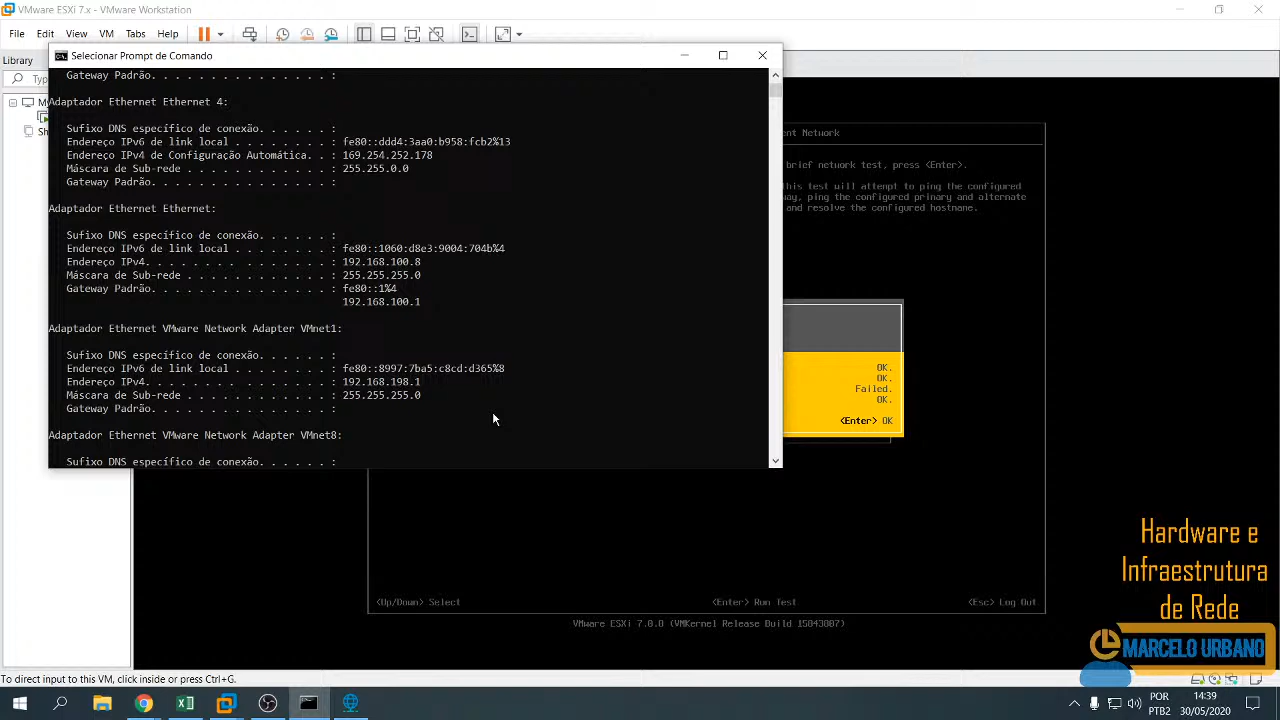 VMware ESXi 7.x - VMware Workstation
File Edit View VM Tabs Help
Library
Selecionar Prompt de Comando
Gateway Padrão. . . . . . . . . . . . . . . :
Adaptador Ethernet Ethernet 4:
Sufixo DNS específico de conexão. . . . . . :
Endereço IPv6 de link local . . . . . . . . : fe80::ddd4:3aa0:b958:fcb2%13
Endereço IPv4 de Configuração Automática. . : 169.254.252.178
Máscara de Sub-rede . . . . . . . . . . . . : 255.255.0.0
Gateway Padrão. . . . . . . . . . . . . . . :
Adaptador Ethernet Ethernet:
Sufixo DNS específico de conexão. . . . . . :
Endereço IPv6 de link local . . . . . . . . : fe80::1060:d8e3:9004:704b%4
Endereço IPv4. . . . . . . . . . . . . . . : 192.168.100.8
Máscara de Sub-rede . . . . . . . . . . . . : 255.255.255.0
Gateway Padrão. . . . . . . . . . . . . . . : fe80::1%4
192.168.100.1
Adaptador Ethernet VMware Network Adapter VMnet1:
Sufixo DNS específico de conexão. . . . . . :
Endereço IPv6 de link local . . . . . . . . : fe80::8997:7ba5:c8cd:d365%8
Endereço IPv4. . . . . . . . . . . . . . . : 192.168.198.1
Máscara de Sub-rede . . . . . . . . . . . . : 255.255.255.0
Gateway Padrão. . . . . . . . . . . . . . . :
Adaptador Ethernet VMware Network Adapter VMnet8:
Sufixo DNS específico de conexão. . . . . . :
Network
brief network test, press <Enter>.
this test will attempt to ping the configured
ping the configured primary and alternate
and resolve the configured hostname.
OK.
OK.
Failed.
OK.
<Enter> OK
<Up/Down> Select <Enter> Run Test <Esc> Log Out
VMware ESXi 7.0.0 (VMKernel Release Build 15843807)
Hardware e
Infraestrutura
de Rede
MARCELO URBANO
To direct input to this VM, click inside or press Ctrl+G.
POR
PTB2
14:39
30/05/2020